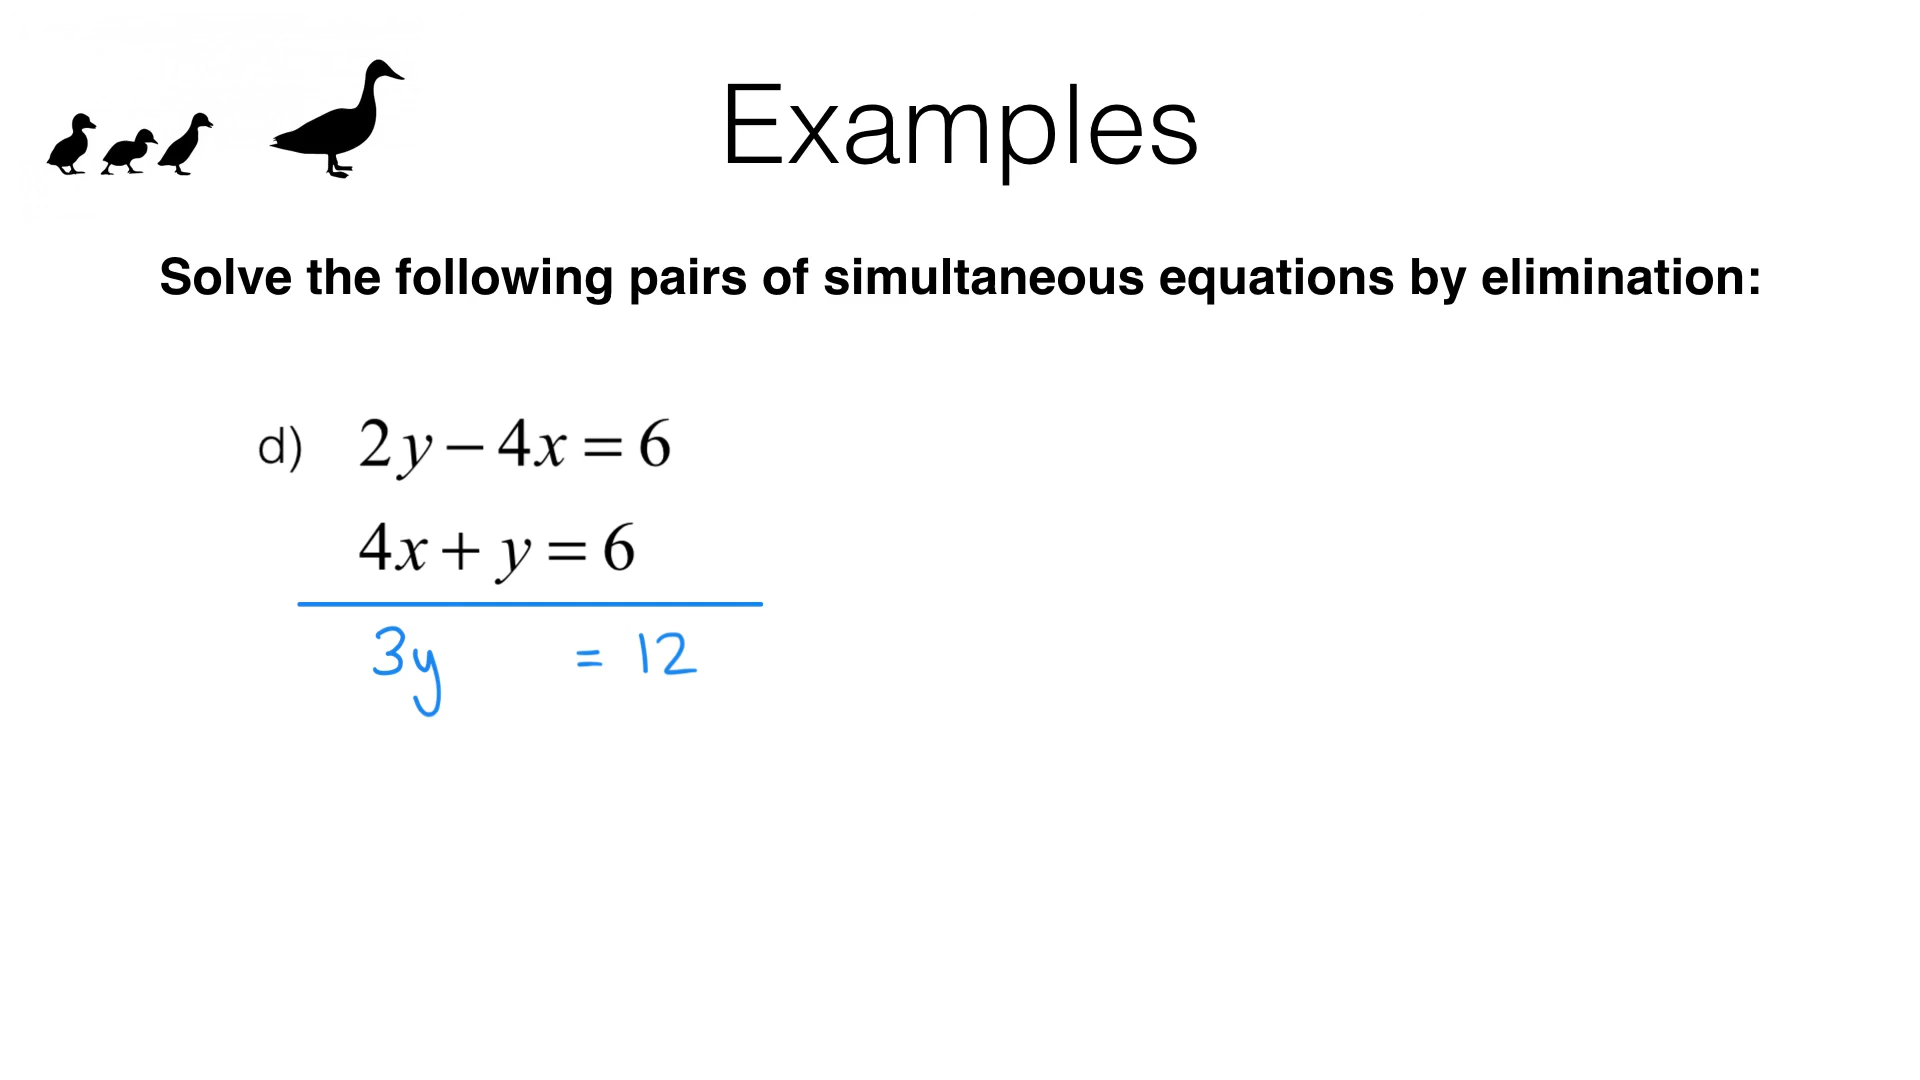 Examples
Solve the following pairs of simultaneous equations by elimination:
d) 2y − 4x = 6
4x + y = 6
3y = 12